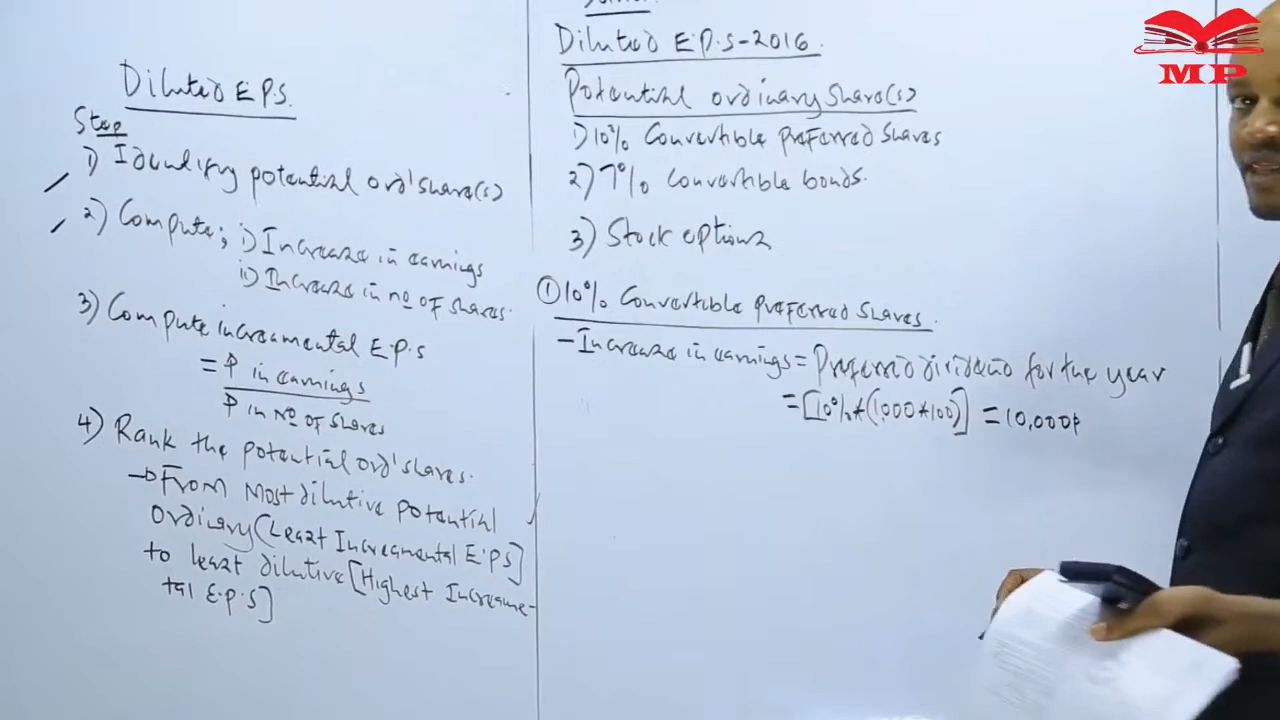 Diluted E.P.S.
Step
1) Identify potential ord' share(s)
2) Compute; i) Increase in earnings
ii) Increase in no of shares.
3) Compute increamental E.P.s
= ↑ in earnings
↑ in No of shares
4) Rank the potential ord' shares.
→ From Most dilutive potential
Ordinary [Least Increamental E.P.S]
to least dilutive [Highest Increame-
tal E.P.S]
Diluted E.P.S-2016.
Potential ordinary share(s)
1) 10% Convertible Preferred Shares
2) 7% Convertible bonds.
3) Stock options
① 10% Convertible Preferred Shares.
- Increase in earnings = Preferred dividend for the year
= [10% * (1,000 * 100)] = 10,000
MP